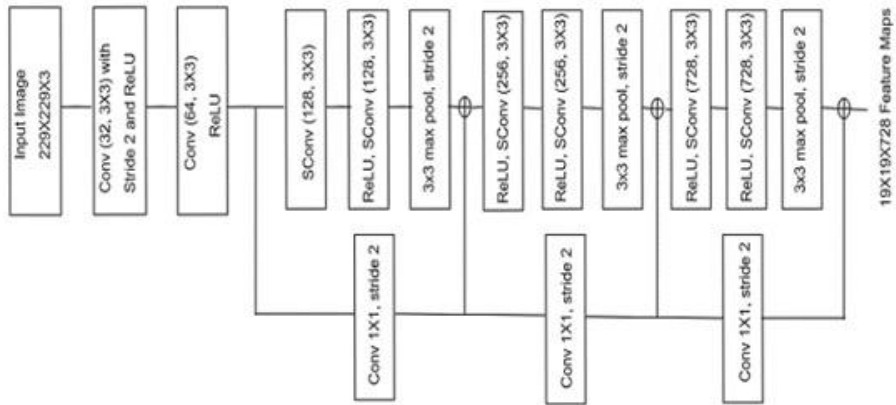 Input Image
229X229X3
Conv (32, 3X3) with
Stride 2 and ReLU
Conv (64, 3X3)
ReLU
SConv (128, 3X3)
ReLU, SConv (128, 3X3)
3x3 max pool, stride 2
Conv 1X1, stride 2
ReLU, SConv (256, 3X3)
ReLU, SConv (256, 3X3)
3x3 max pool, stride 2
Conv 1X1, stride 2
ReLU, SConv (728, 3X3)
ReLU, SConv (728, 3X3)
3x3 max pool, stride 2
Conv 1X1, stride 2
19X19X728 Feature Maps